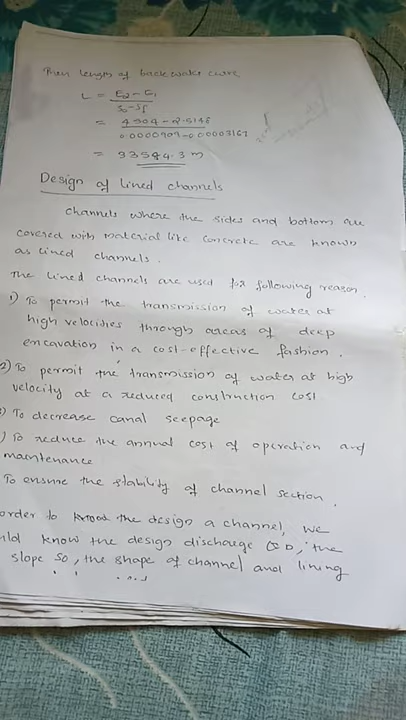 Then length of back water curve
L = E2-E1 / S0-Sf
= 4.504-2.5148 / 0.0000909-0.00003167
= 33584.3 m
Design of Lined channels
Channels where the sides and bottom are
covered with material like concrete are known
as lined channels.
The lined channels are used for following reason.
1) To permit the transmission of water at
high velocities through areas of deep
excavation in a cost-effective fashion.
2) To permit the transmission of water at high
velocity at a reduced construction cost
) To decrease canal seepage
) To reduce the annual cost of operation and
maintenance
To ensure the stability of channel section.
order to the design a channel, we
uld know the design discharge QD, the
slope S0, the shape of channel and lining